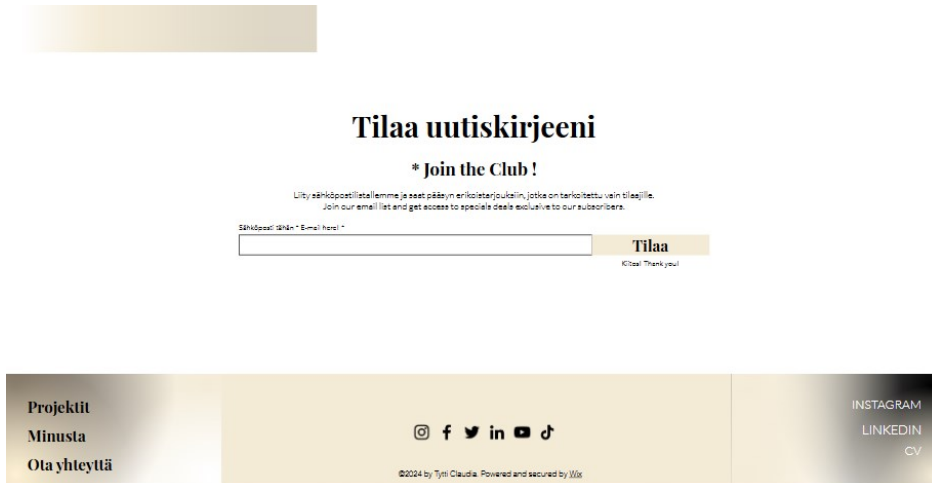 Tilaa uutiskirjeeni
* Join the Club !
Liity sähköpostilistallemme ja saat pääsyn erikoistarjouksiin, jotka on tarkoitettu vain tilaajille.
Join our email list and get access to specials deals exclusive to our subscribers.
Sähköposti tähän * E-mail here! *
Tilaa
Kiitos! Thank you!
Projektit
Minusta
Ota yhteyttä
©2024 by Tytti Claudia. Powered and secured by Wix
INSTAGRAM
LINKEDIN
CV